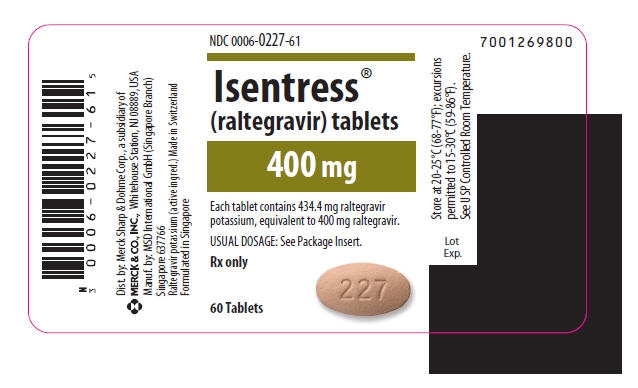 NDC 0006-0227-61
Isentress®
(raltegravir) tablets
400 mg
Each tablet contains 434.4 mg raltegravir
potassium, equivalent to 400 mg raltegravir.
USUAL DOSAGE: See Package Insert.
Rx only
60 Tablets
227
7001269800
Store at 20-25°C (68-77°F); excursions
permitted to 15-30°C (59-86°F).
See USP Controlled Room Temperature.
Lot
Exp.
N
3 0006-0227-61 5
Dist. by: Merck Sharp & Dohme Corp., a subsidiary of
MERCK & CO., INC., Whitehouse Station, NJ 08889, USA
Manuf. by: MSD International GmbH (Singapore Branch)
Singapore 637766
Raltegravir potassium (active ingred.) Made in Switzerland
Formulated in Singapore